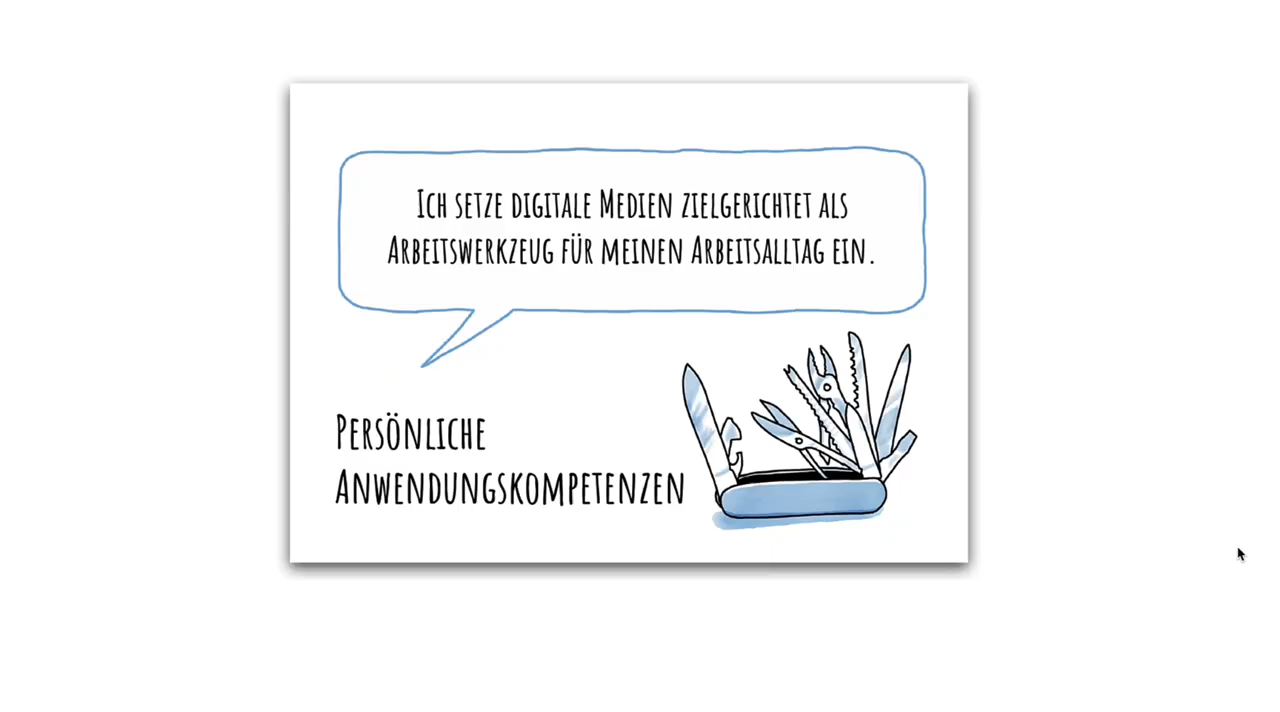 Ich setze digitale Medien zielgerichtet als
Arbeitswerkzeug für meinen Arbeitsalltag ein.
Persönliche
Anwendungskompetenzen